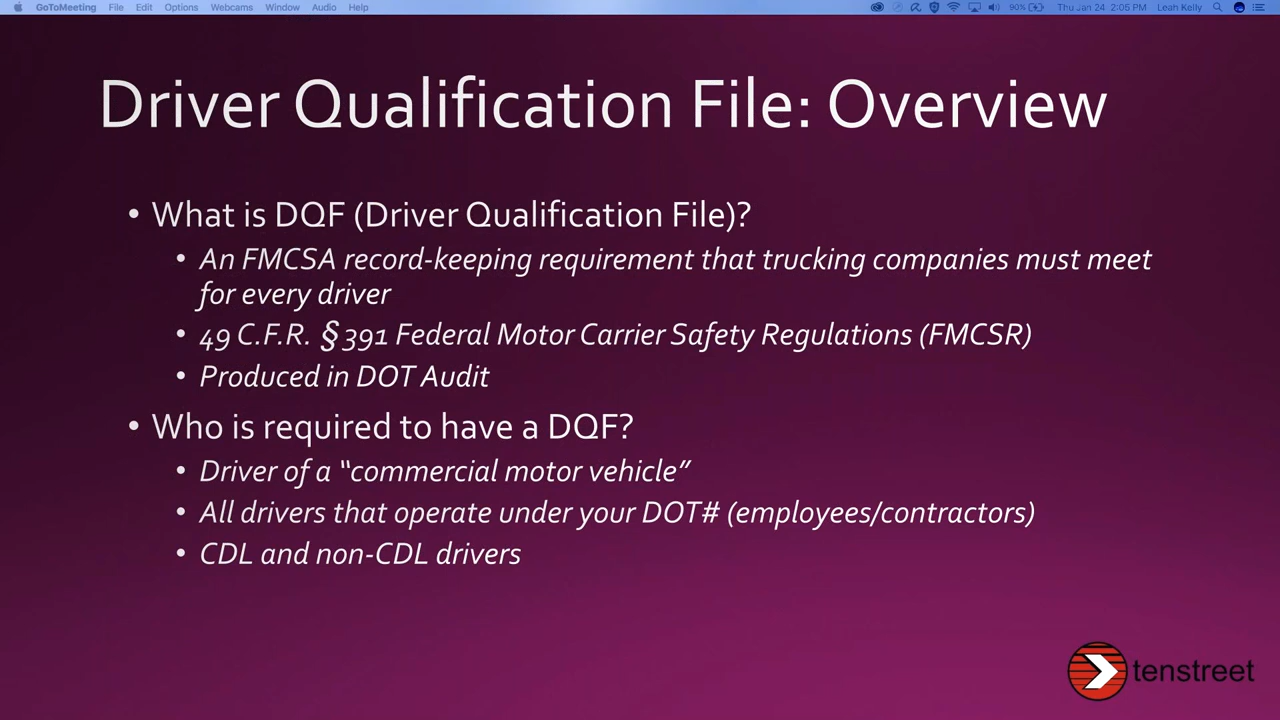 GoToMeeting File Edit Options Webcams Window Audio Help 90% Thu Jan 24 2:05 PM Leah Kelly
Driver Qualification File: Overview
• What is DQF (Driver Qualification File)?
• An FMCSA record-keeping requirement that trucking companies must meet
for every driver
• 49 C.F.R. § 391 Federal Motor Carrier Safety Regulations (FMCSR)
• Produced in DOT Audit
• Who is required to have a DQF?
• Driver of a “commercial motor vehicle”
• All drivers that operate under your DOT# (employees/contractors)
• CDL and non-CDL drivers
tenstreet